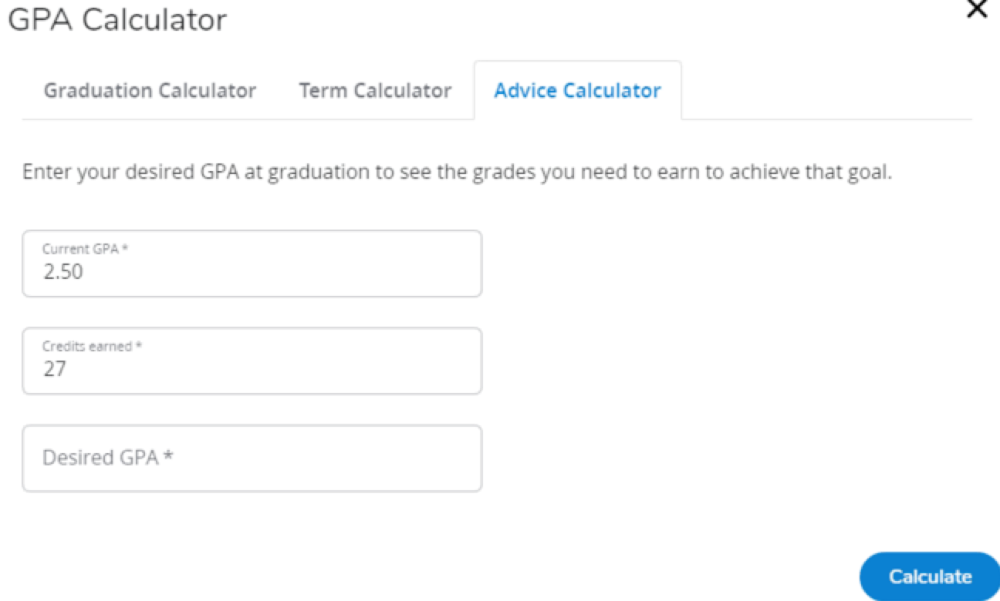 GPA Calculator
Graduation Calculator Term Calculator Advice Calculator
Enter your desired GPA at graduation to see the grades you need to earn to achieve that goal.
Current GPA *
2.50
Credits earned *
27
Desired GPA *
Calculate